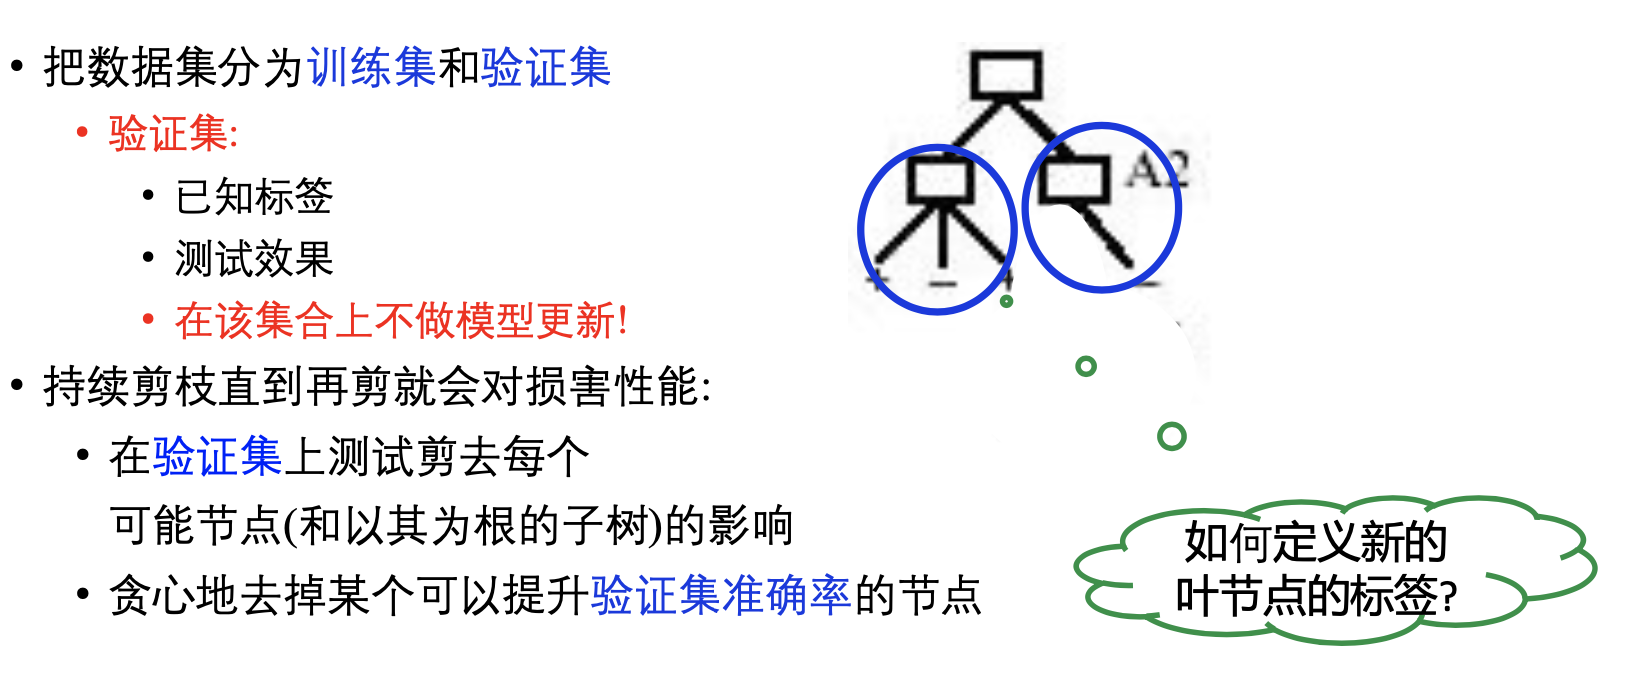 • 把数据集分为训练集和验证集
• 验证集:
• 已知标签
• 测试效果
• 在该集合上不做模型更新!
• 持续剪枝直到再剪就会对损害性能:
• 在验证集上测试剪去每个
可能节点(和以其为根的子树)的影响
• 贪心地去掉某个可以提升验证集准确率的节点
A2
+ −
−
如何定义新的
叶节点的标签?